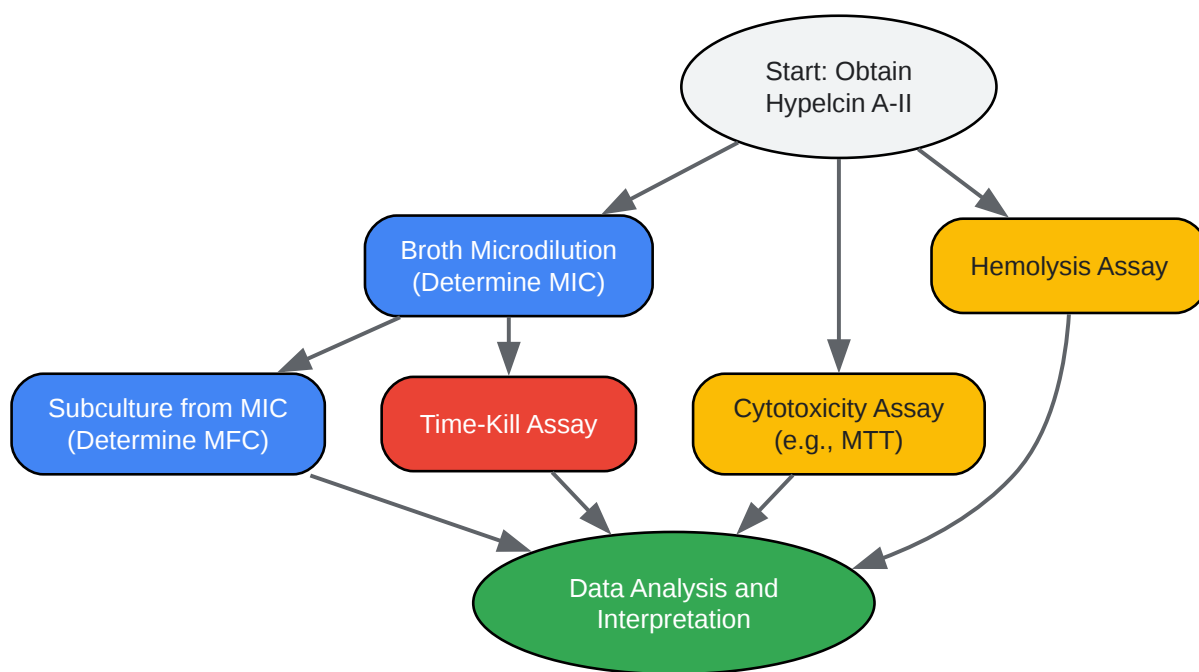 Start: Obtain
Hypelcin A-II
Broth Microdilution
(Determine MIC)
Hemolysis Assay
Subculture from MIC
(Determine MFC)
Time-Kill Assay
Cytotoxicity Assay
(e.g., MTT)
Data Analysis and
Interpretation